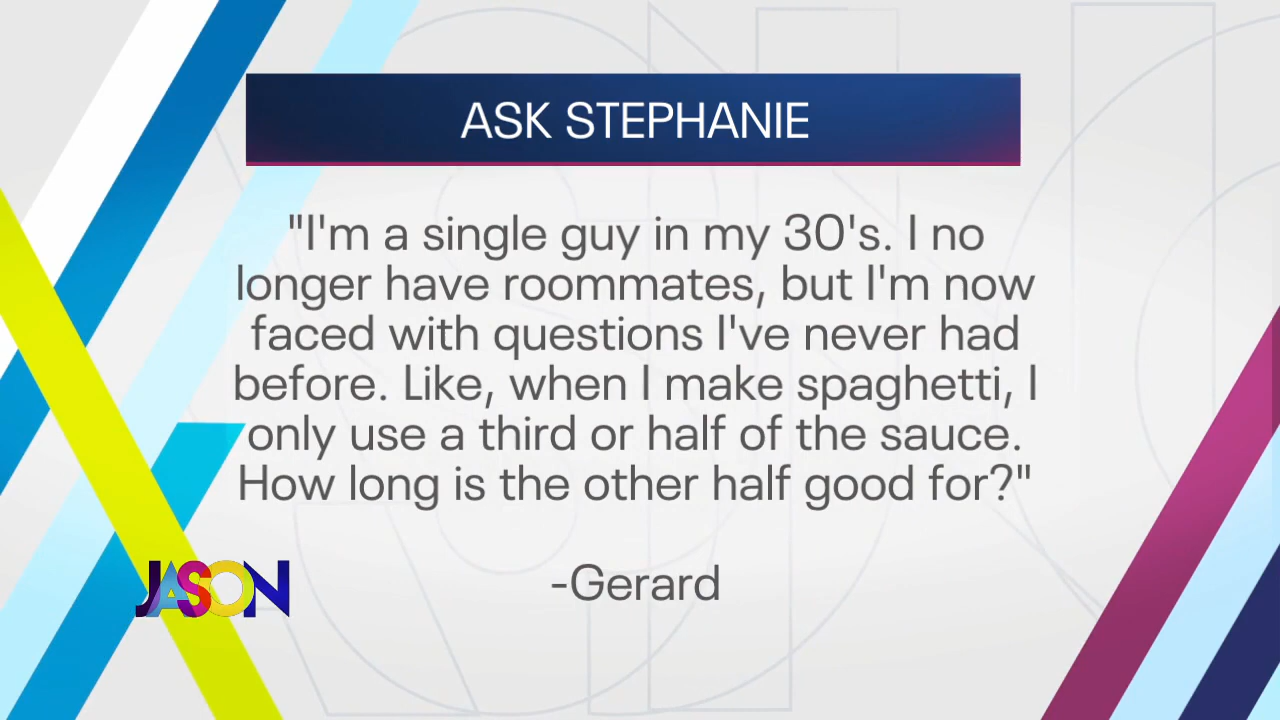 ASK STEPHANIE
"I'm a single guy in my 30's. I no
longer have roommates, but I'm now
faced with questions I've never had
before. Like, when I make spaghetti, I
only use a third or half of the sauce.
How long is the other half good for?"
-Gerard
JASON